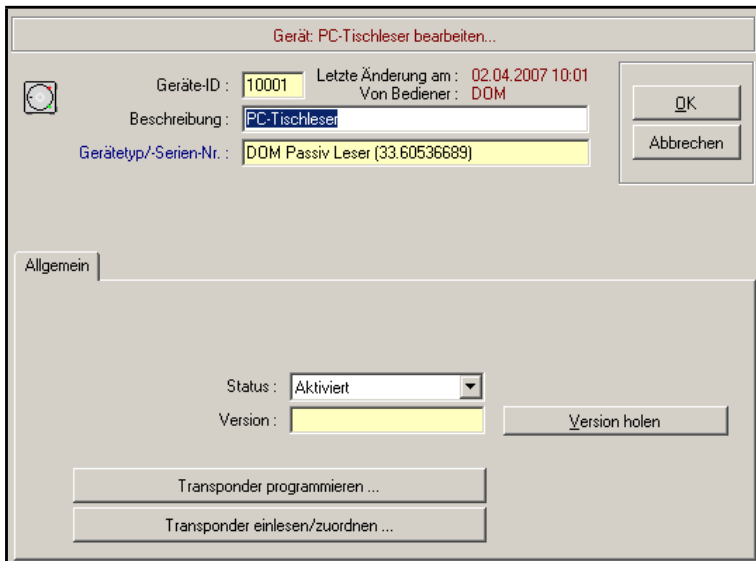 Gerät: PC-Tischleser bearbeiten...
Geräte-ID : 10001 Letzte Änderung am : 02.04.2007 10:01
Von Bediener : DOM
Beschreibung : PC-Tischleser
Gerätetyp/-Serien-Nr. : DOM Passiv Leser (33.60536689)
OK
Abbrechen
Allgemein
Status : Aktiviert
Version : Version holen
Transponder programmieren ...
Transponder einlesen/zuordnen ...